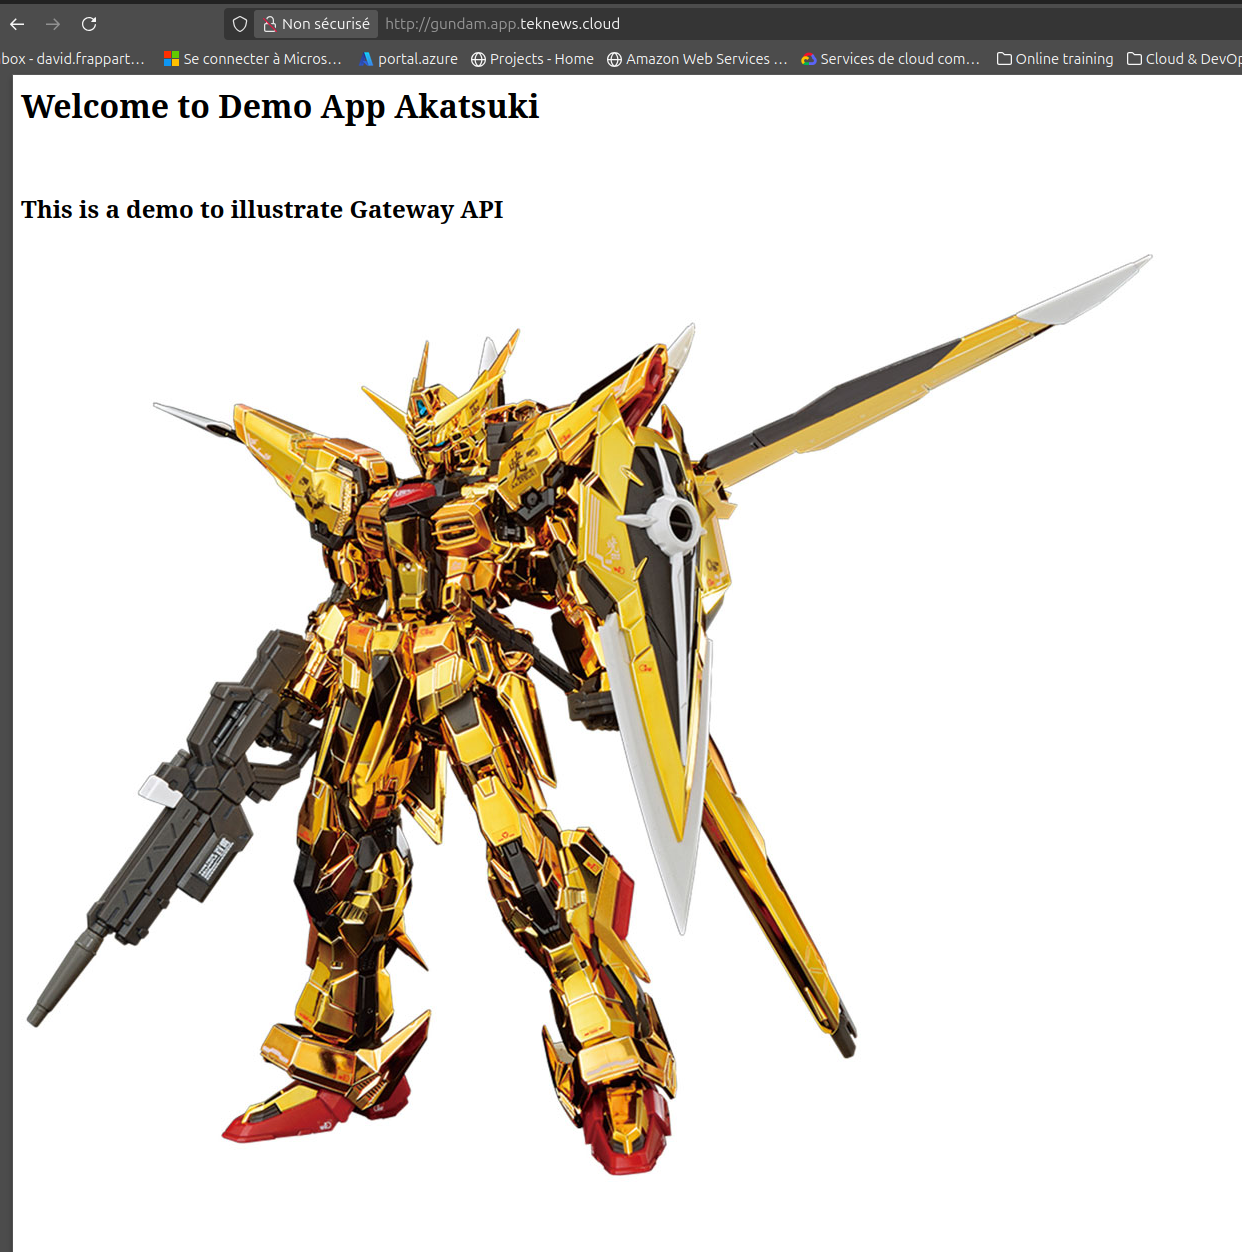 Non sécurisé http://gundam.app.teknews.cloud
box - david.frappart… Se connecter à Micros… portal.azure Projects - Home Amazon Web Services … Services de cloud com… Online training Cloud & DevOp
Welcome to Demo App Akatsuki
This is a demo to illustrate Gateway API